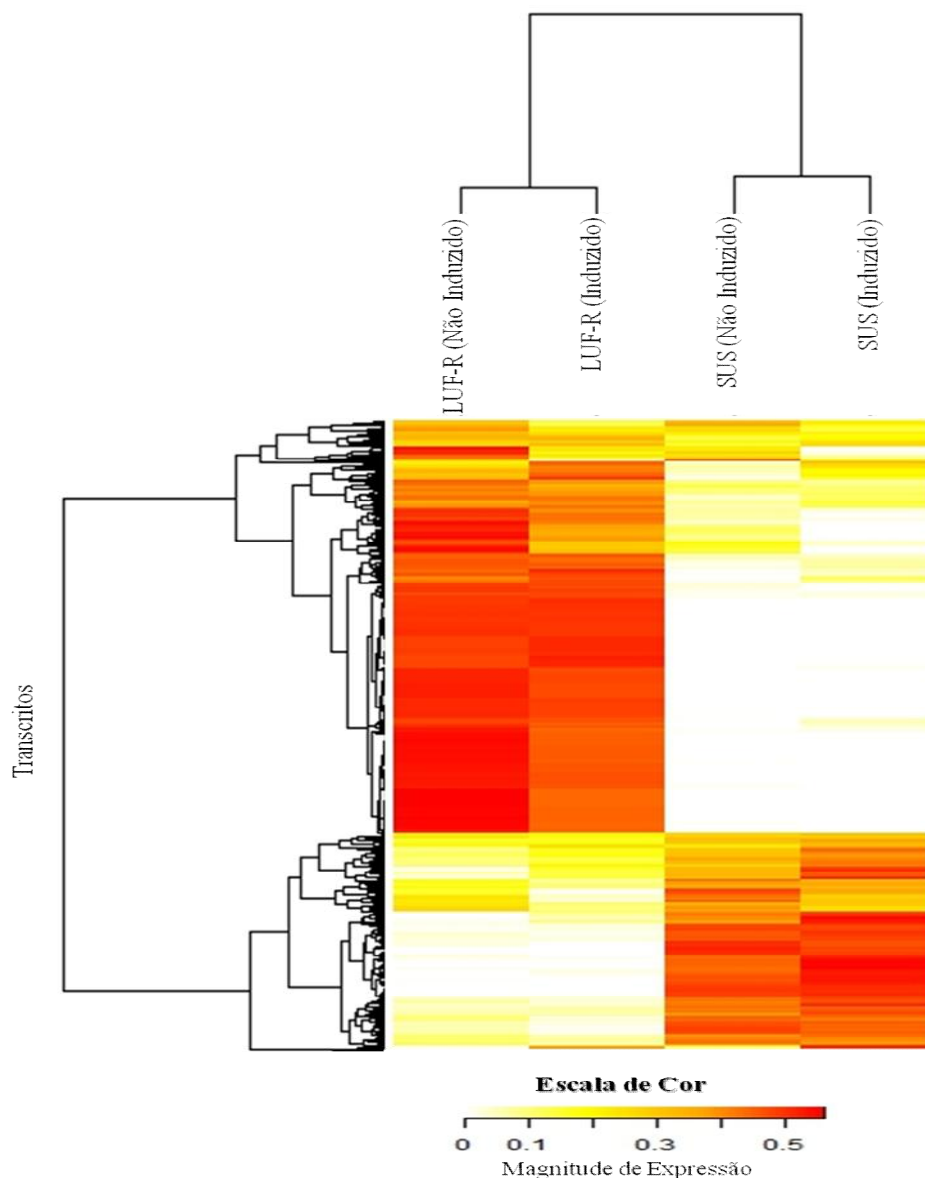 LUF-R (Não Induzido)
LUF-R (Induzido)
SUS (Não Induzido)
SUS (Induzido)
Transcritos
Escala de Cor
0 0.1 0.3 0.5
Magnitude de Expressão